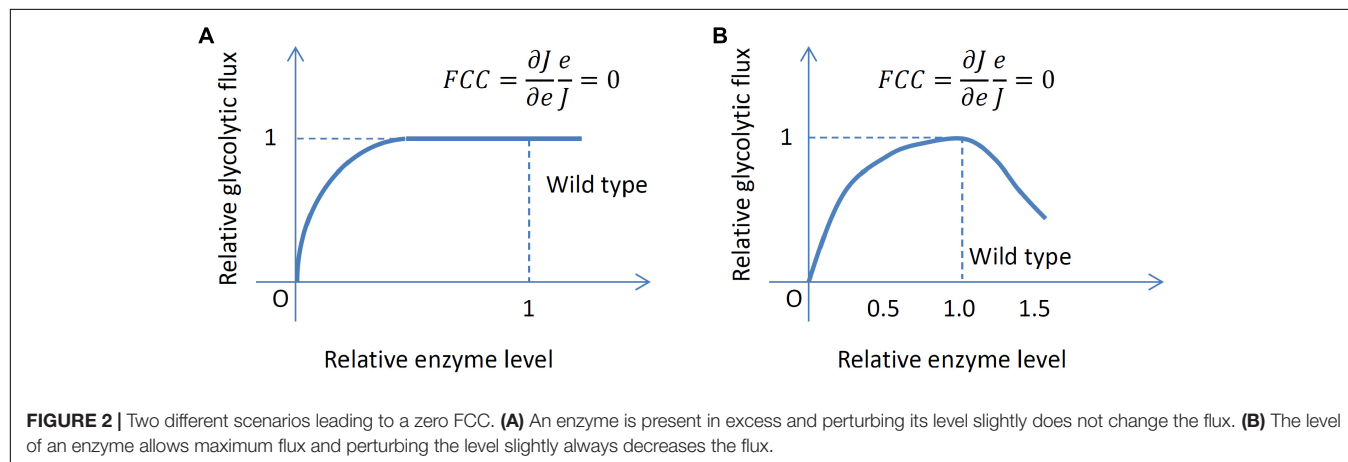 A
Relative glycolytic flux
FCC = ∂J/∂e e/J = 0
1
Wild type
O
1
Relative enzyme level
B
Relative glycolytic flux
FCC = ∂J/∂e e/J = 0
1
Wild type
O
0.5 1.0 1.5
Relative enzyme level
FIGURE 2 | Two different scenarios leading to a zero FCC. (A) An enzyme is present in excess and perturbing its level slightly does not change the flux. (B) The level
of an enzyme allows maximum flux and perturbing the level slightly always decreases the flux.